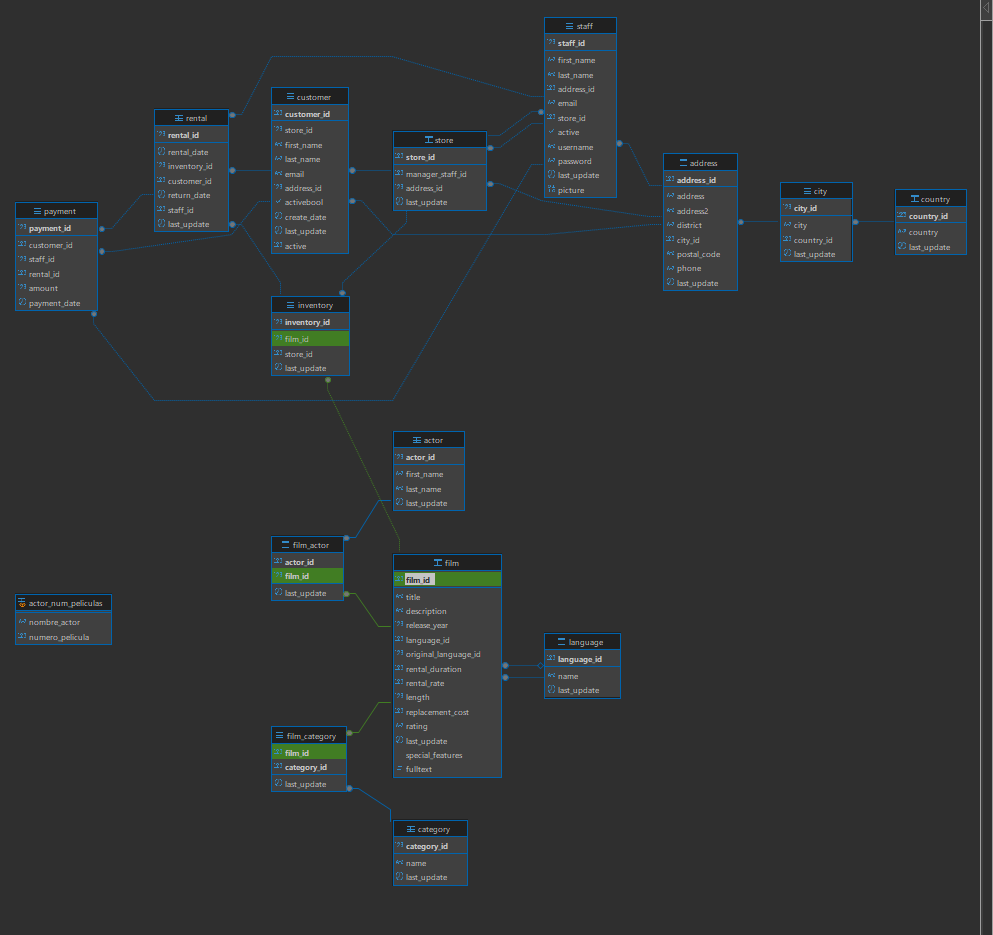 staff
staff_id
first_name
last_name
address_id
email
store_id
active
username
password
last_update
picture
customer
customer_id
store_id
first_name
last_name
email
address_id
activebool
create_date
last_update
active
rental
rental_id
rental_date
inventory_id
customer_id
return_date
staff_id
last_update
store
store_id
manager_staff_id
address_id
last_update
address
address_id
address
address2
district
city_id
postal_code
phone
last_update
city
city_id
city
country_id
last_update
country
country_id
country
last_update
payment
payment_id
customer_id
staff_id
rental_id
amount
payment_date
inventory
inventory_id
film_id
store_id
last_update
actor
actor_id
first_name
last_name
last_update
film_actor
actor_id
film_id
last_update
film
film_id
title
description
release_year
language_id
original_language_id
rental_duration
rental_rate
length
replacement_cost
rating
last_update
special_features
fulltext
actor_num_peliculas
nombre_actor
numero_pelicula
language
language_id
name
last_update
film_category
film_id
category_id
last_update
category
category_id
name
last_update